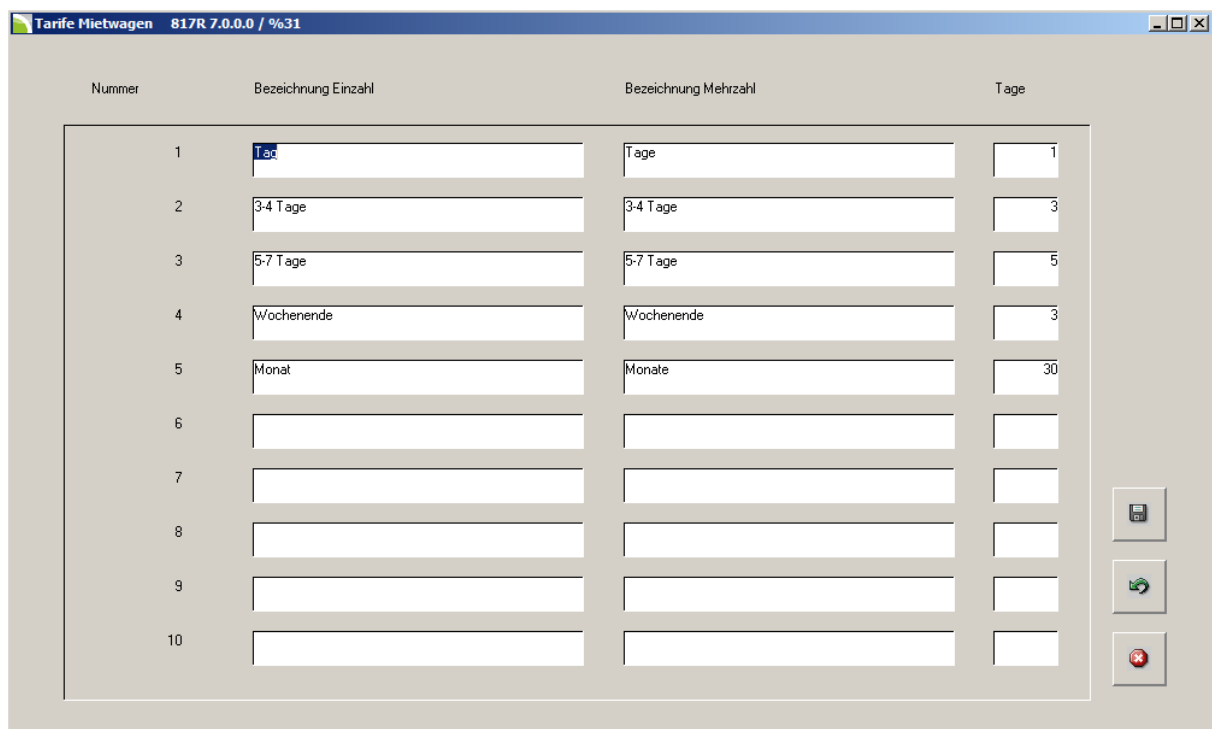 Tarife Mietwagen 817R 7.0.0.0 / %31
Nummer Bezeichnung Einzahl Bezeichnung Mehrzahl Tage
1 Tag Tage 1
2 3-4 Tage 3-4 Tage 3
3 5-7 Tage 5-7 Tage 5
4 Wochenende Wochenende 3
5 Monat Monate 30
6
7
8
9
10